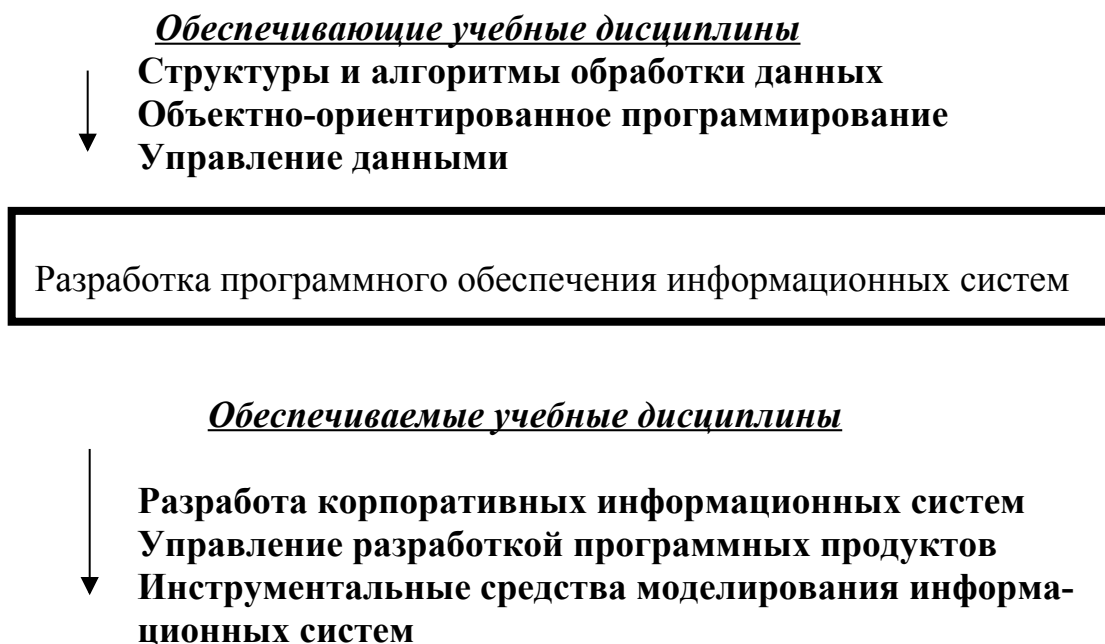 Обеспечивающие учебные дисциплины
Структуры и алгоритмы обработки данных
Объектно-ориентированное программирование
Управление данными
Разработка программного обеспечения информационных систем
Обеспечиваемые учебные дисциплины
Разработа корпоративных информационных систем
Управление разработкой программных продуктов
Инструментальные средства моделирования информа-
ционных систем